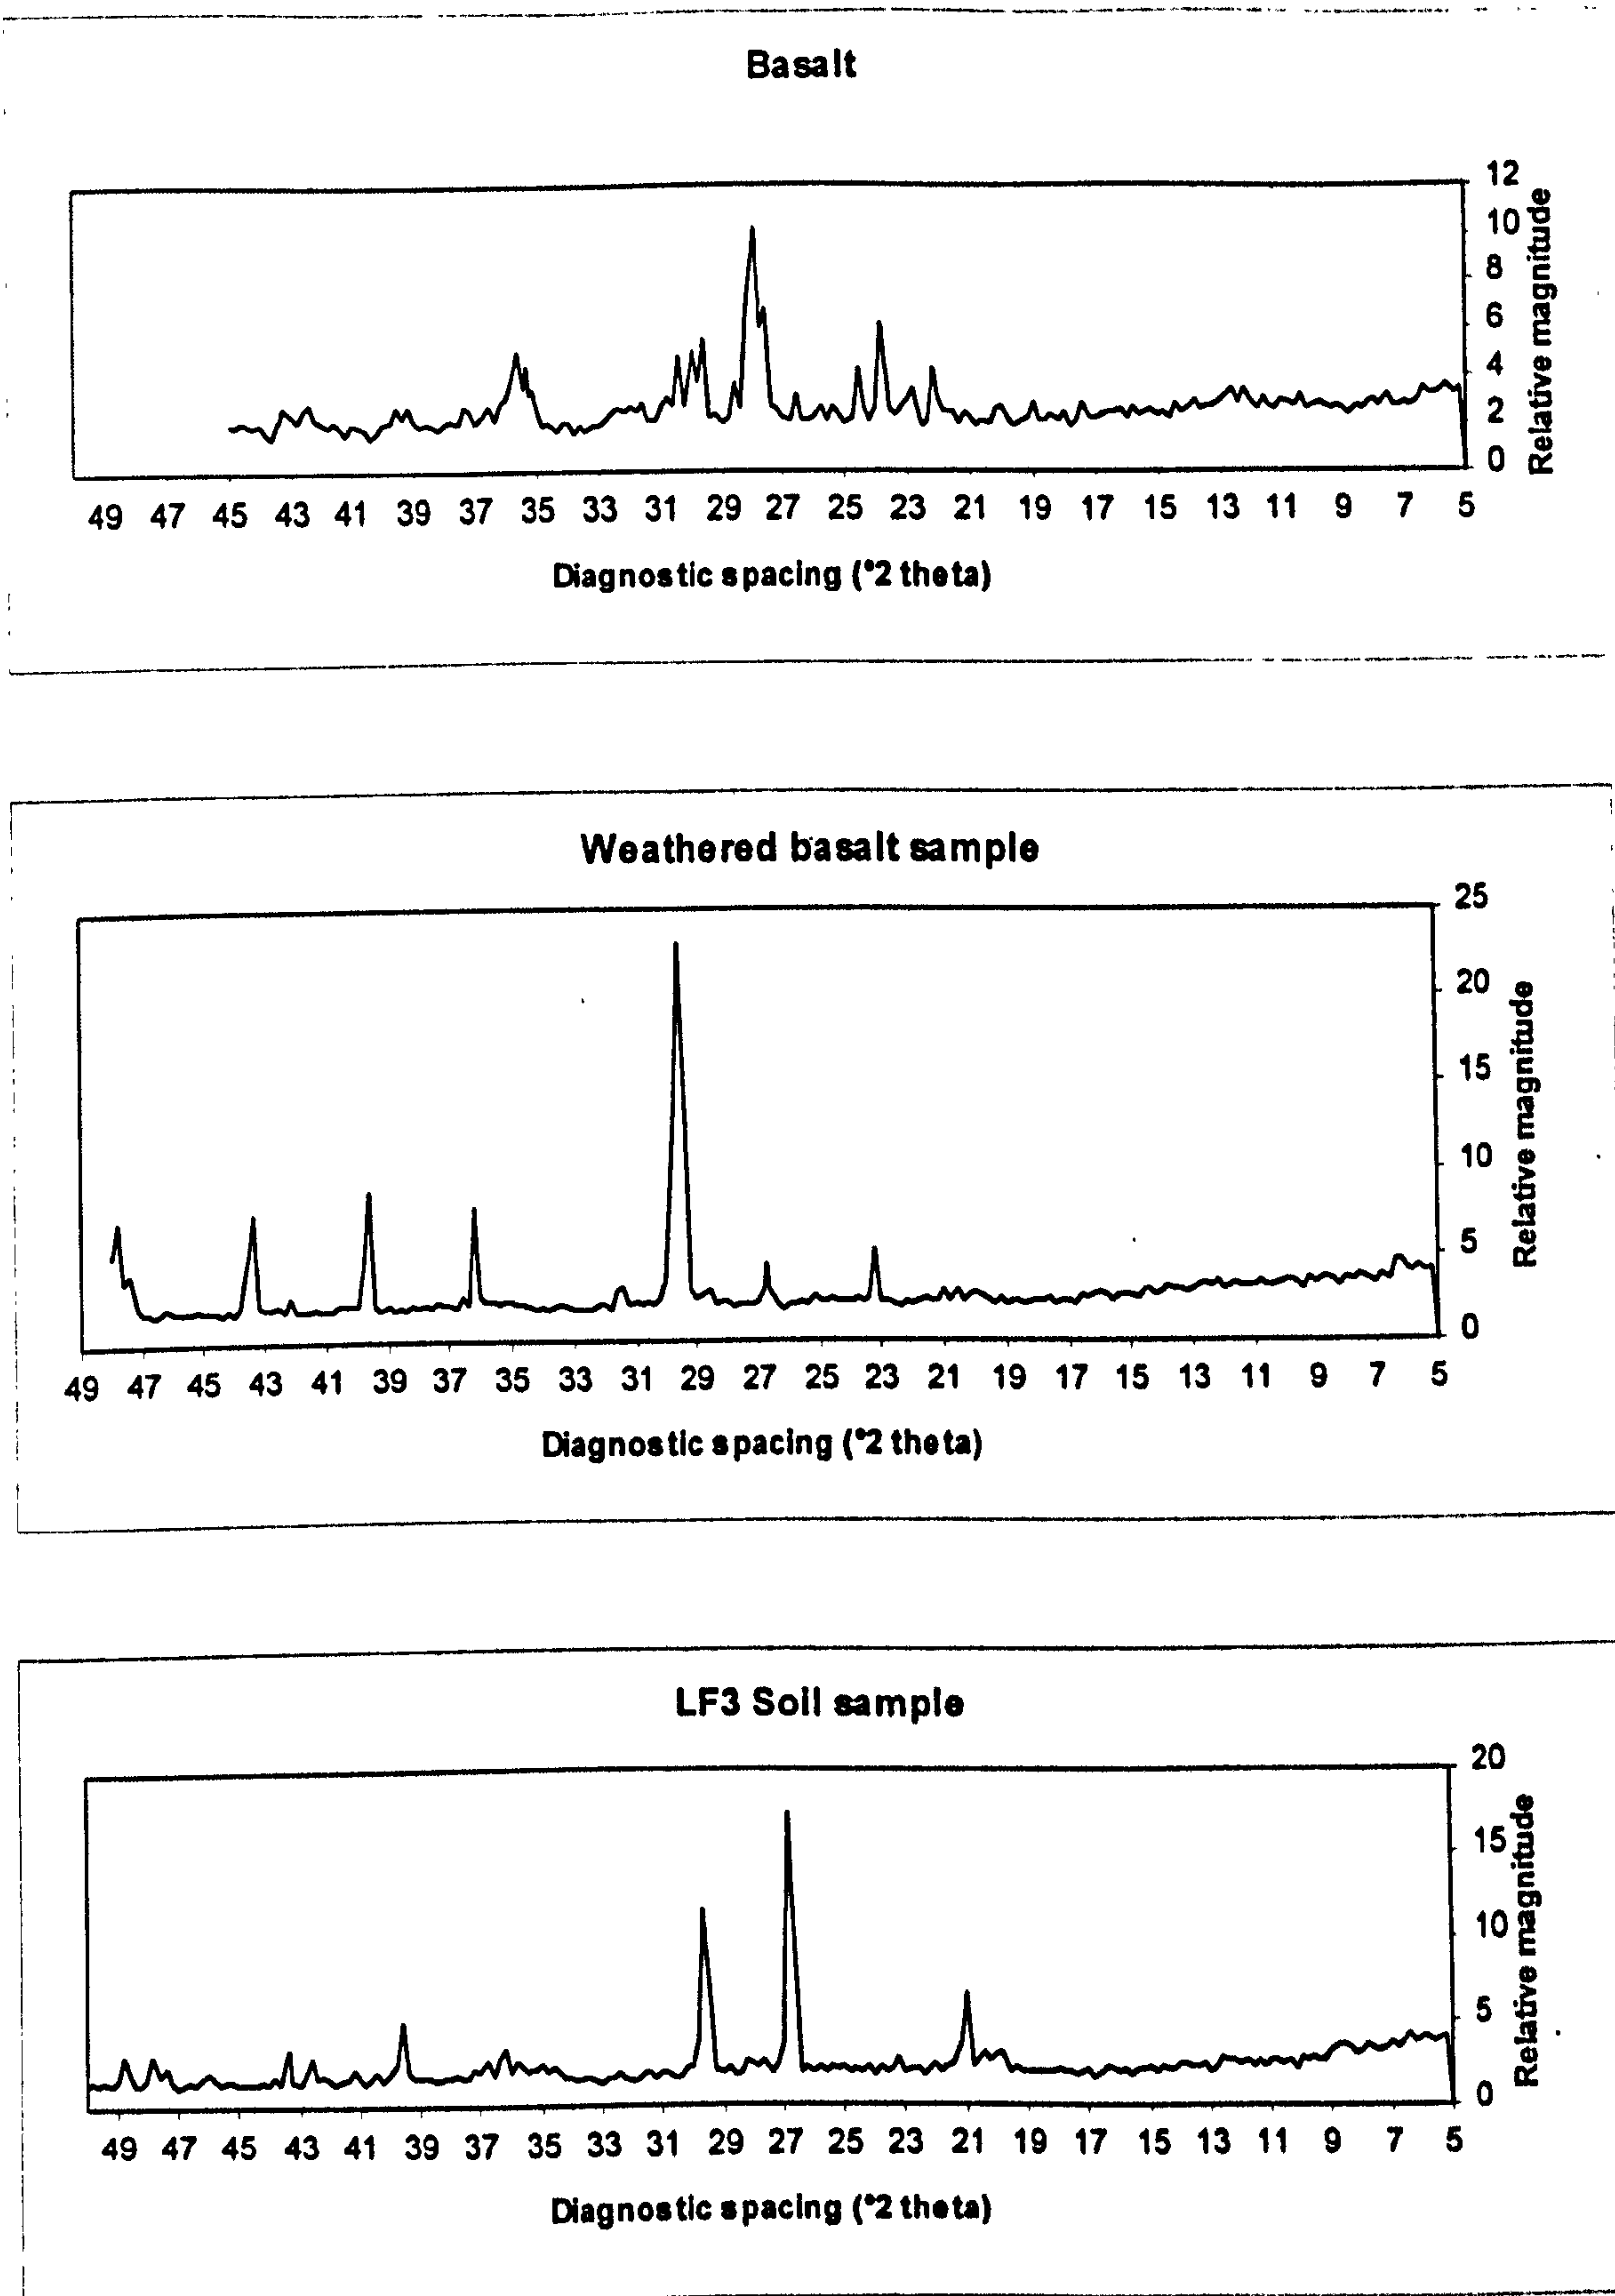 Basalt
12
10
8
6
4
2
0
Relative magnitude
49 47 45 43 41 39 37 35 33 31 29 27 25 23 21 19 17 15 13 11 9 7 5
Diagnostic spacing (°2 theta)
Weathered basalt sample
25
20
15
10
5
0
Relative magnitude
49 47 45 43 41 39 37 35 33 31 29 27 25 23 21 19 17 15 13 11 9 7 5
Diagnostic spacing (°2 theta)
LF3 Soil sample
20
15
10
5
0
Relative magnitude
49 47 45 43 41 39 37 35 33 31 29 27 25 23 21 19 17 15 13 11 9 7 5
Diagnostic spacing (°2 theta)